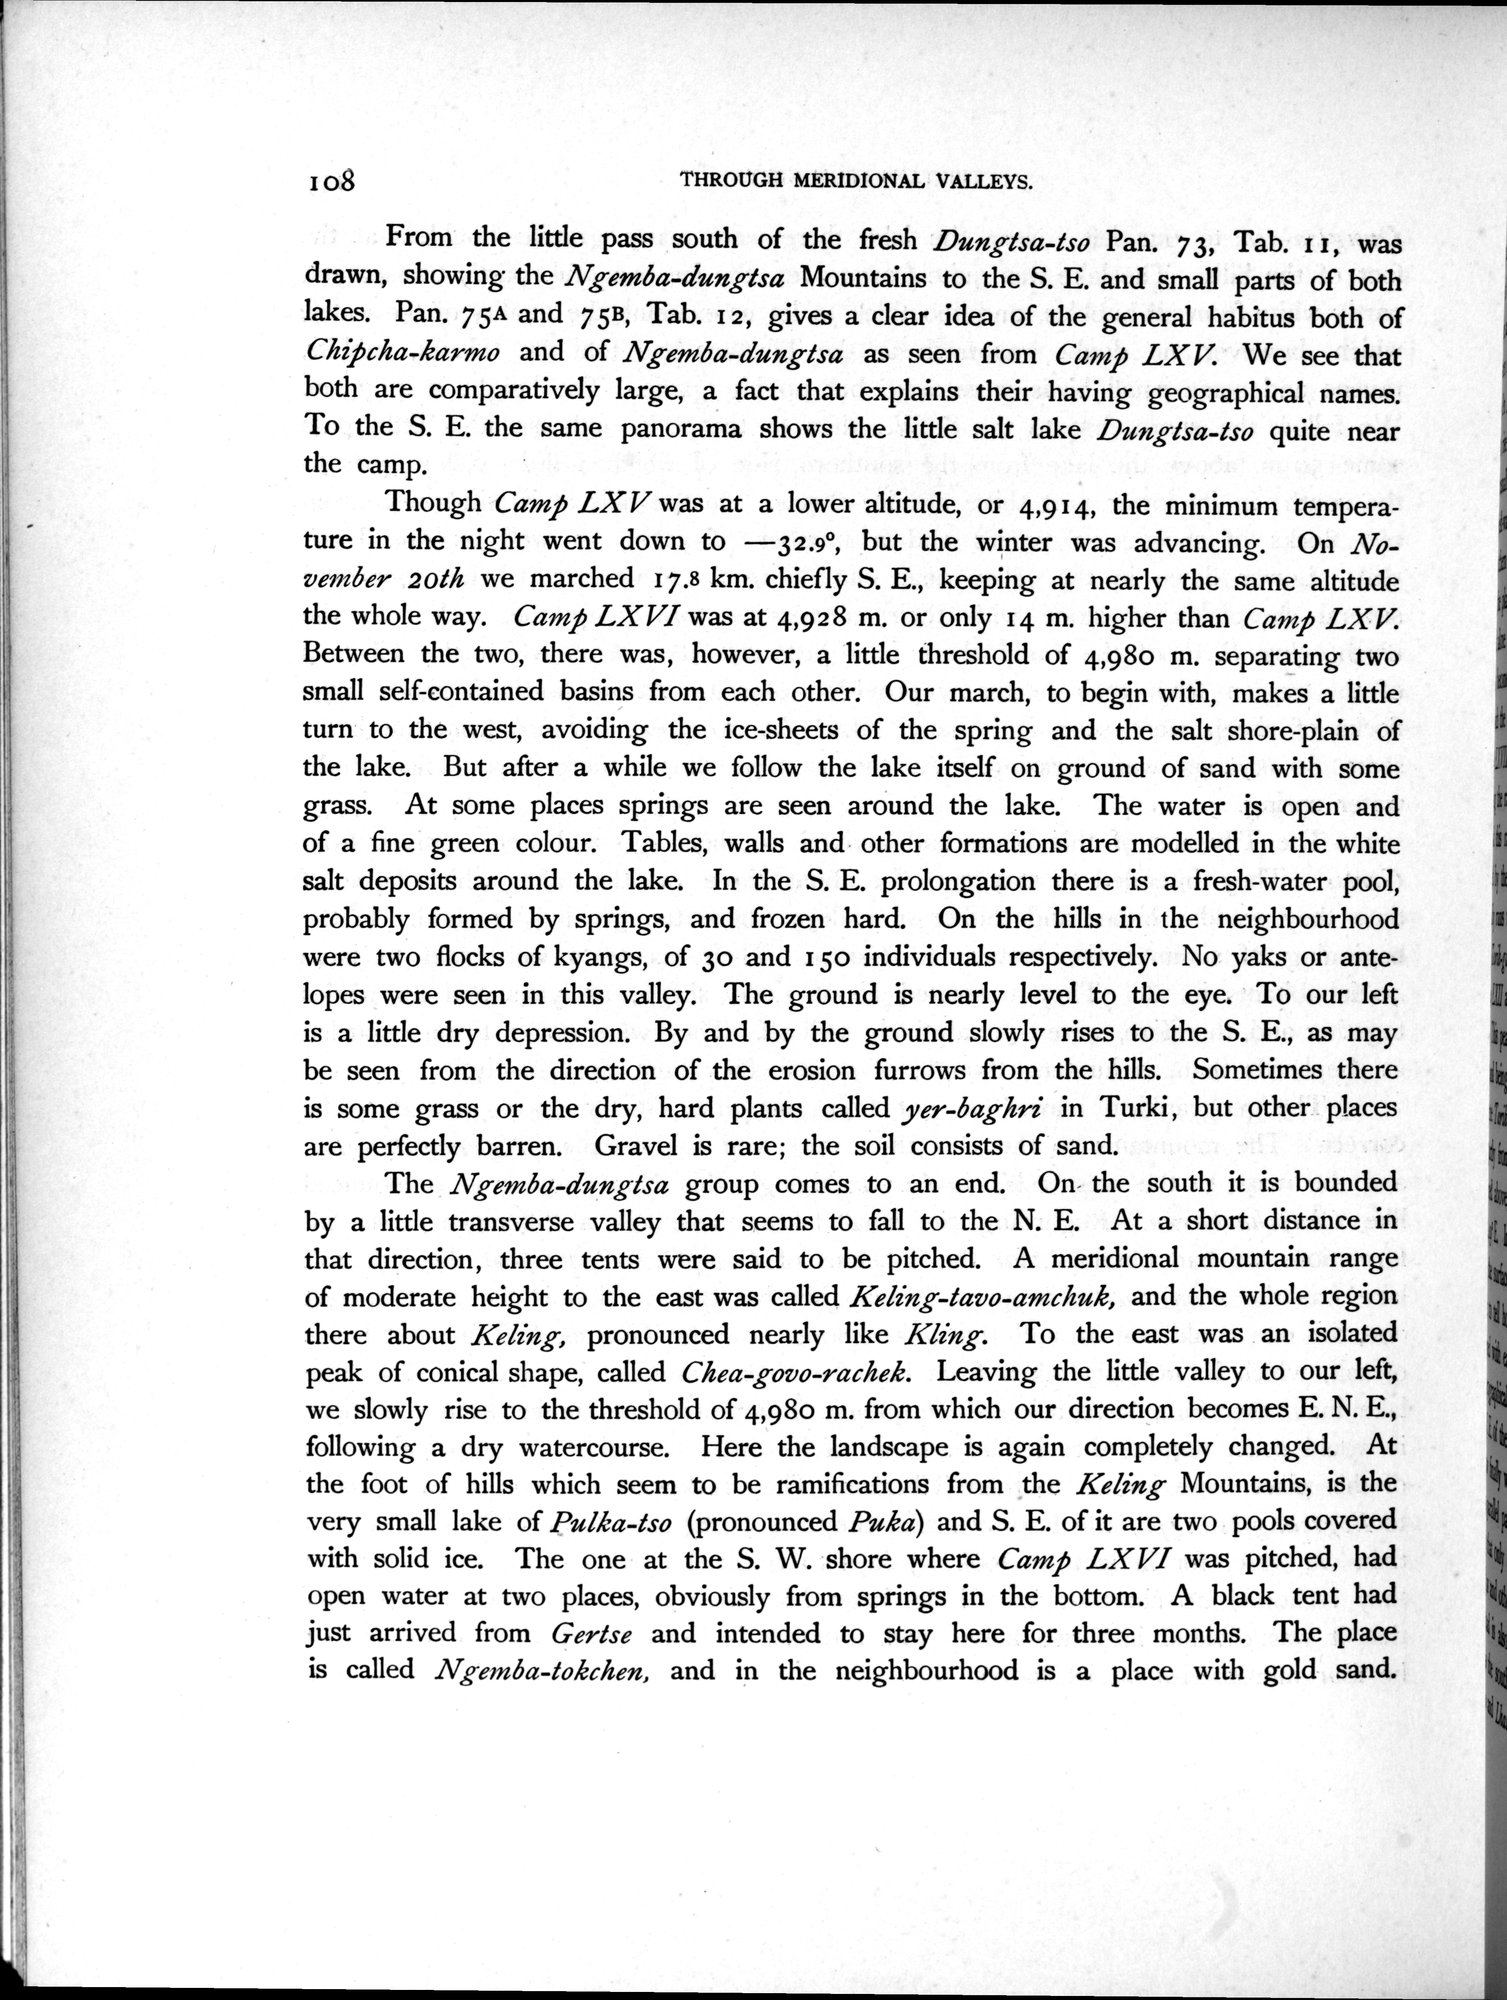 108 THROUGH MERIDIONAL VALLEYS.
From the little pass south of the fresh Dungtsa-tso Pan. 73, Tab. 11, was
drawn, showing the Ngemba-dungtsa Mountains to the S. E. and small parts of both
lakes. Pan. 75A and 75B, Tab. 12, gives a clear idea of the general habitus both of
Chipcha-karmo and of Ngemba-dungtsa as seen from Camp LXV. We see that
both are comparatively large, a fact that explains their having geographical names.
To the S. E. the same panorama shows the little salt lake Dungtsa-tso quite near
the camp.
Though Camp LXV was at a lower altitude, or 4,914, the minimum tempera-
ture in the night went down to —32.9°, but the winter was advancing. On No-
vember 20th we marched 17.8 km. chiefly S. E., keeping at nearly the same altitude
the whole way. Camp LXVI was at 4,928 m. or only 14 m. higher than Camp LXV.
Between the two, there was, however, a little threshold of 4,980 m. separating two
small self-contained basins from each other. Our march, to begin with, makes a little
turn to the west, avoiding the ice-sheets of the spring and the salt shore-plain of
the lake. But after a while we follow the lake itself on ground of sand with some
grass. At some places springs are seen around the lake. The water is open and
of a fine green colour. Tables, walls and other formations are modelled in the white
salt deposits around the lake. In the S. E. prolongation there is a fresh-water pool,
probably formed by springs, and frozen hard. On the hills in the neighbourhood
were two flocks of kyangs, of 30 and 150 individuals respectively. No yaks or ante-
lopes were seen in this valley. The ground is nearly level to the eye. To our left
is a little dry depression. By and by the ground slowly rises to the S. E., as may
be seen from the direction of the erosion furrows from the hills. Sometimes there
is some grass or the dry, hard plants called yer-baghri in Turki, but other places
are perfectly barren. Gravel is rare; the soil consists of sand.
The Ngemba-dungtsa group comes to an end. On the south it is bounded
by a little transverse valley that seems to fall to the N. E. At a short distance in
that direction, three tents were said to be pitched. A meridional mountain range
of moderate height to the east was called Keling-tavo-amchuk, and the whole region
there about Keling, pronounced nearly like Kling. To the east was an isolated
peak of conical shape, called Chea-govo-rachek. Leaving the little valley to our left,
we slowly rise to the threshold of 4,980 m. from which our direction becomes E. N. E.,
following a dry watercourse. Here the landscape is again completely changed. At
the foot of hills which seem to be ramifications from the Keling Mountains, is the
very small lake of Pulka-tso (pronounced Puka) and S. E. of it are two pools covered
with solid ice. The one at the S. W. shore where Camp LXVI was pitched, had
open water at two places, obviously from springs in the bottom. A black tent had
just arrived from Gertse and intended to stay here for three months. The place
is called Ngemba-tokchen, and in the neighbourhood is a place with gold sand.